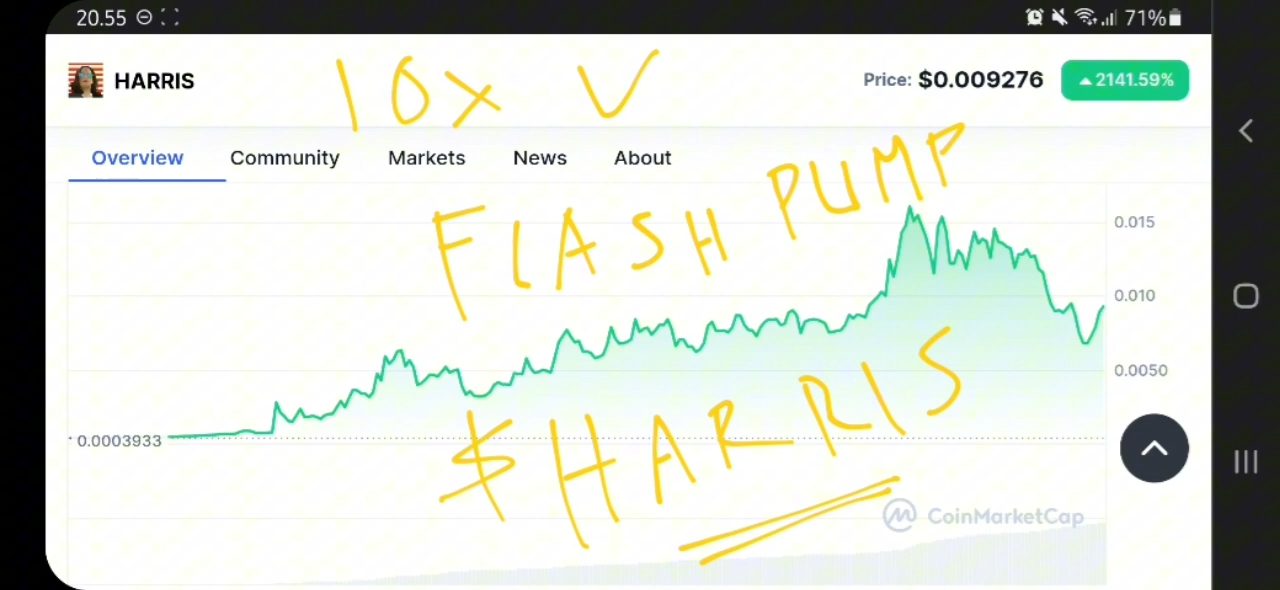 20.55 71%
HARRIS Price: $0.009276 ▲2141.59%
10x V
Overview Community Markets News About
FLASH PUMP
0.015
0.010
0.0050
0.0003933
$HARRIS
CoinMarketCap